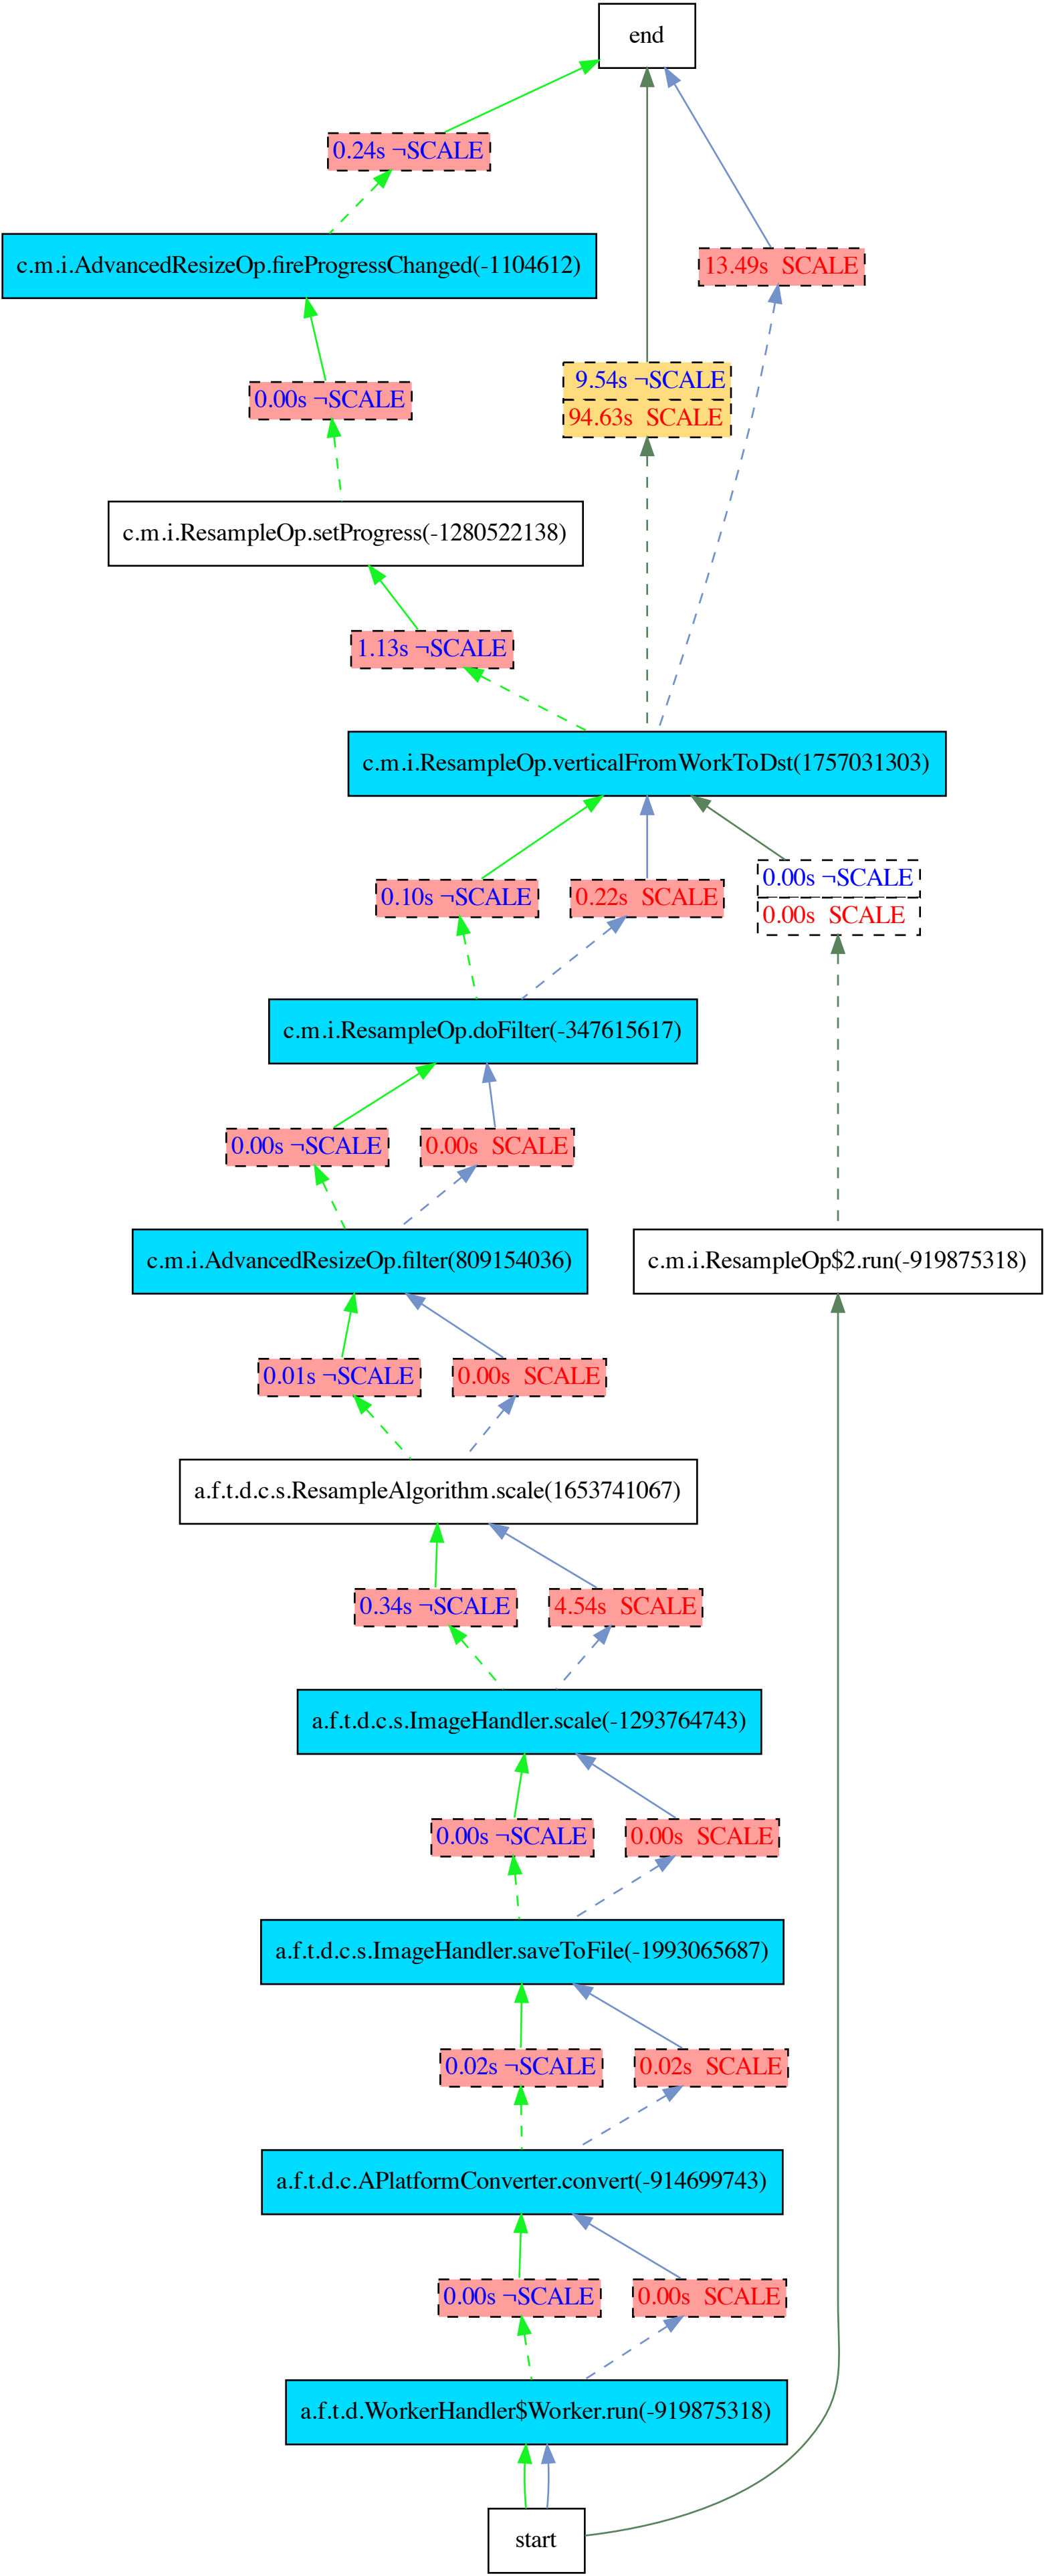 end
0.24s ¬SCALE
c.m.i.AdvancedResizeOp.fireProgressChanged(-1104612)
13.49s  SCALE
0.00s ¬SCALE
9.54s ¬SCALE
94.63s  SCALE
c.m.i.ResampleOp.setProgress(-1280522138)
1.13s ¬SCALE
c.m.i.ResampleOp.verticalFromWorkToDst(1757031303)
0.10s ¬SCALE
0.22s  SCALE
0.00s ¬SCALE
0.00s  SCALE
c.m.i.ResampleOp.doFilter(-347615617)
0.00s ¬SCALE
0.00s  SCALE
c.m.i.AdvancedResizeOp.filter(809154036)
c.m.i.ResampleOp$2.run(-919875318)
0.01s ¬SCALE
0.00s  SCALE
a.f.t.d.c.s.ResampleAlgorithm.scale(1653741067)
0.34s ¬SCALE
4.54s  SCALE
a.f.t.d.c.s.ImageHandler.scale(-1293764743)
0.00s ¬SCALE
0.00s  SCALE
a.f.t.d.c.s.ImageHandler.saveToFile(-1993065687)
0.02s ¬SCALE
0.02s  SCALE
a.f.t.d.c.APlatformConverter.convert(-914699743)
0.00s ¬SCALE
0.00s  SCALE
a.f.t.d.WorkerHandler$Worker.run(-919875318)
start